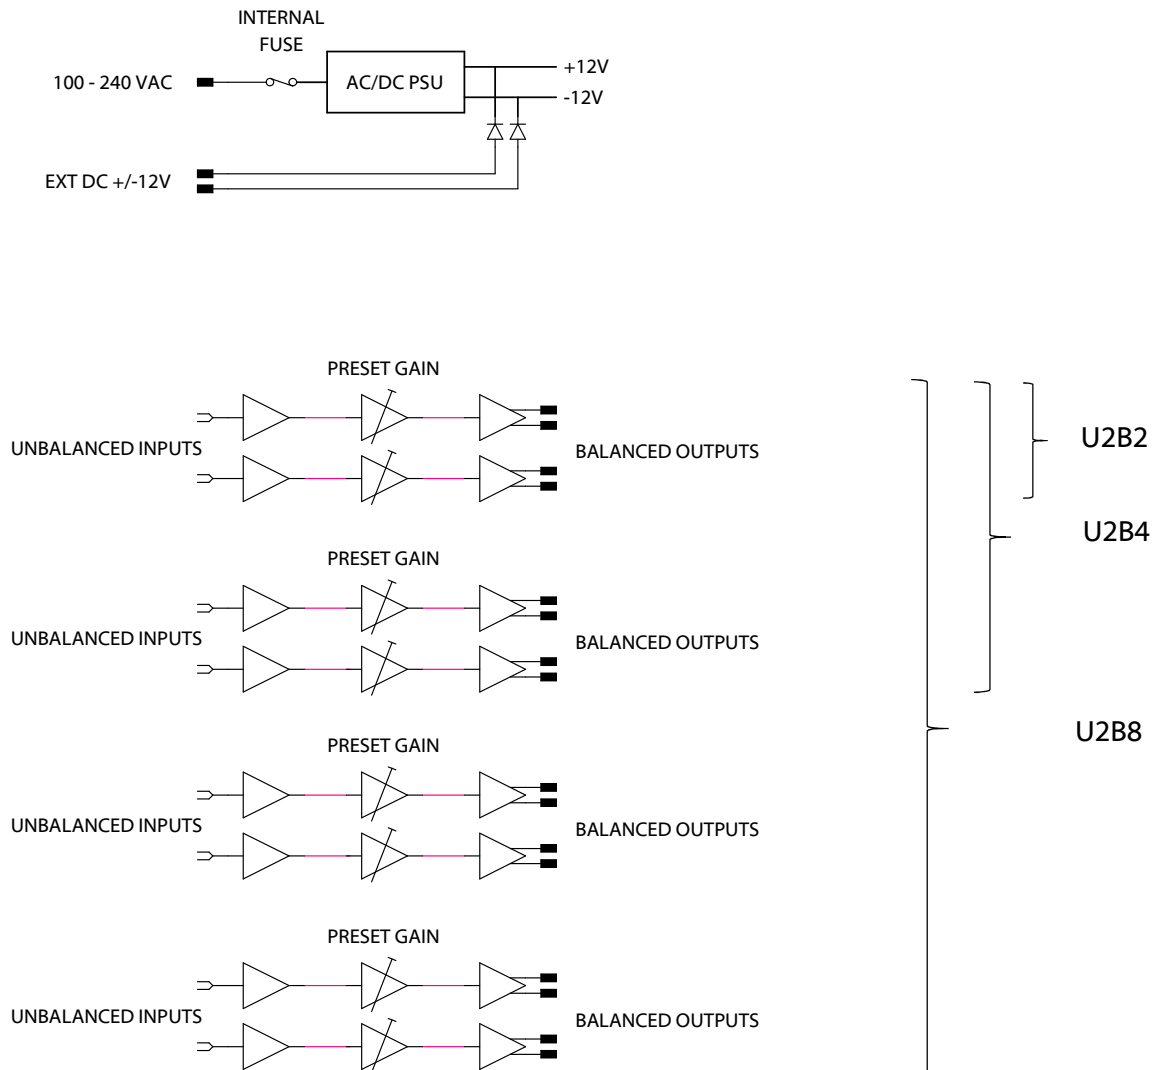 INTERNAL
FUSE
100 - 240 VAC
AC/DC PSU
+12V
-12V
EXT DC +/-12V
PRESET GAIN
UNBALANCED INPUTS
BALANCED OUTPUTS
U2B2
U2B4
PRESET GAIN
UNBALANCED INPUTS
BALANCED OUTPUTS
U2B8
PRESET GAIN
UNBALANCED INPUTS
BALANCED OUTPUTS
PRESET GAIN
UNBALANCED INPUTS
BALANCED OUTPUTS